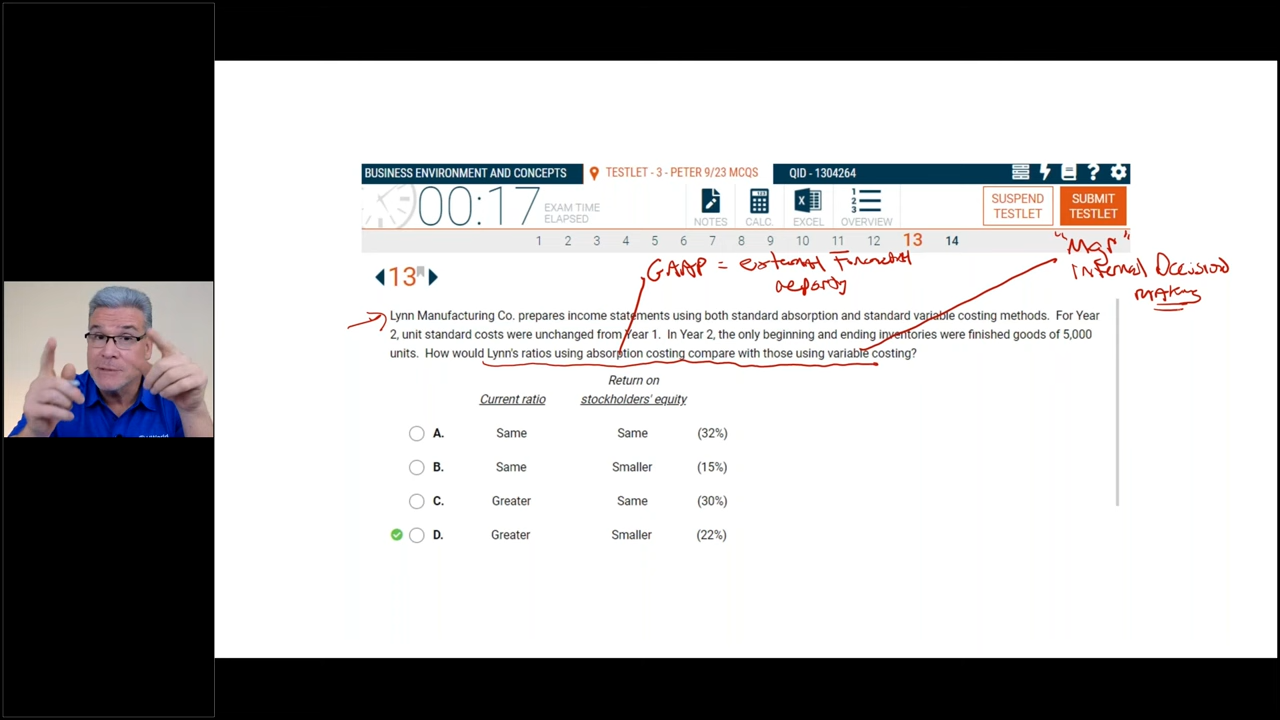 BUSINESS ENVIRONMENT AND CONCEPTS TESTLET - 3 - PETER 9/23 MCQS QID - 1304264
00:17 EXAM TIME ELAPSED
NOTES CALC. EXCEL OVERVIEW
SUSPEND TESTLET SUBMIT TESTLET
1 2 3 4 5 6 7 8 9 10 11 12 13 14
"Mgr"
Internal Decision
Making
GAAP = external Financial
13
Lynn Manufacturing Co. prepares income statements using both standard absorption and standard variable costing methods. For Year
2, unit standard costs were unchanged from Year 1. In Year 2, the only beginning and ending inventories were finished goods of 5,000
units. How would Lynn's ratios using absorption costing compare with those using variable costing?
Return on
Current ratio stockholders' equity
A. Same Same (32%)
B. Same Smaller (15%)
C. Greater Same (30%)
D. Greater Smaller (22%)